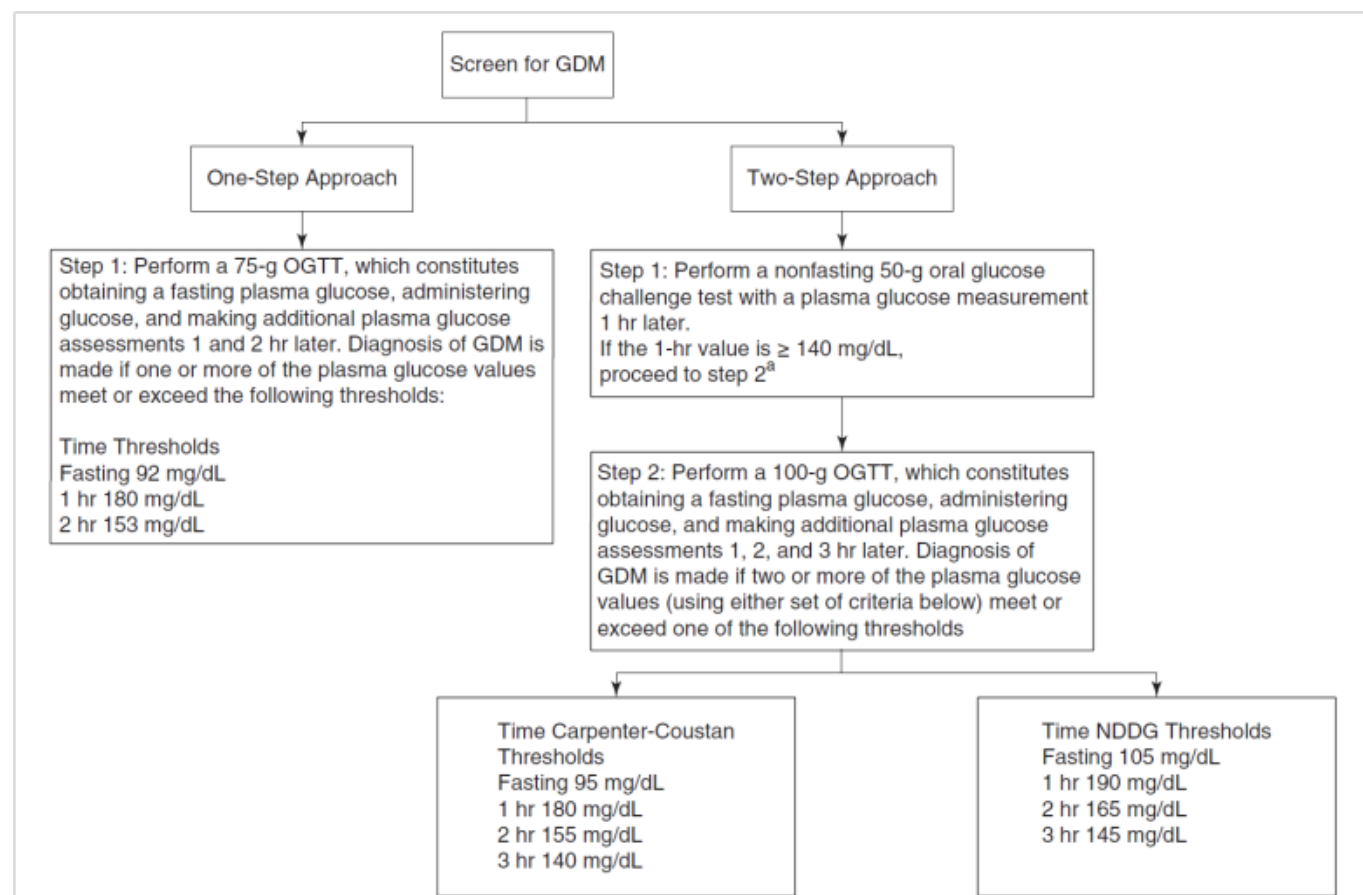 Screen for GDM
One-Step Approach
Two-Step Approach
Step 1: Perform a 75-g OGTT, which constitutes
obtaining a fasting plasma glucose, administering
glucose, and making additional plasma glucose
assessments 1 and 2 hr later. Diagnosis of GDM is
made if one or more of the plasma glucose values
meet or exceed the following thresholds:
Time Thresholds
Fasting 92 mg/dL
1 hr 180 mg/dL
2 hr 153 mg/dL
Step 1: Perform a nonfasting 50-g oral glucose
challenge test with a plasma glucose measurement
1 hr later.
If the 1-hr value is ≥ 140 mg/dL,
proceed to step 2a
Step 2: Perform a 100-g OGTT, which constitutes
obtaining a fasting plasma glucose, administering
glucose, and making additional plasma glucose
assessments 1, 2, and 3 hr later. Diagnosis of
GDM is made if two or more of the plasma glucose
values (using either set of criteria below) meet or
exceed one of the following thresholds
Time Carpenter-Coustan
Thresholds
Fasting 95 mg/dL
1 hr 180 mg/dL
2 hr 155 mg/dL
3 hr 140 mg/dL
Time NDDG Thresholds
Fasting 105 mg/dL
1 hr 190 mg/dL
2 hr 165 mg/dL
3 hr 145 mg/dL